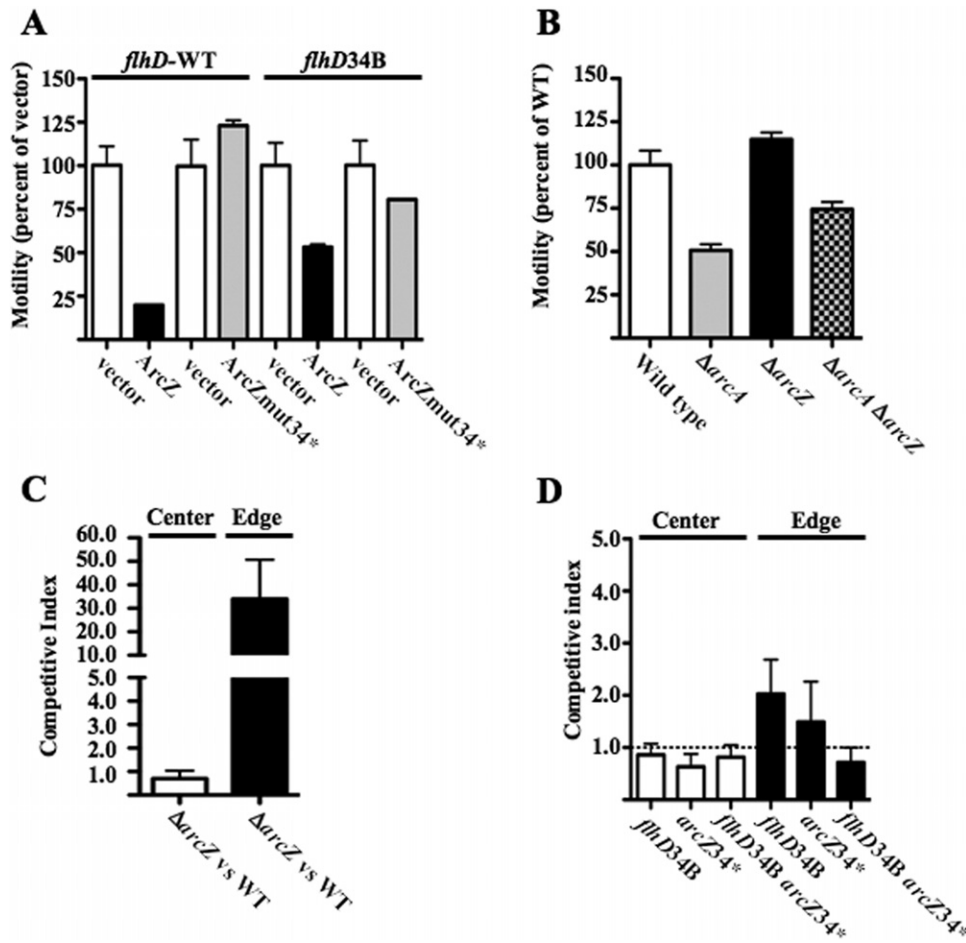 A
flhD-WT flhD34B
Motility (percent of vector)
150
125
100
75
50
25
vector
ArcZ
vector
ArcZmut34*
vector
ArcZ
vector
ArcZmut34*
B
Motility (percent of WT)
150
125
100
75
50
25
Wild type
ΔarcA
ΔarcZ
ΔarcA ΔarcZ
C
Center Edge
Competitive Index
60.0
50.0
40.0
30.0
20.0
10.0
5.0
4.0
3.0
2.0
1.0
ΔarcZ vs WT
ΔarcZ vs WT
D
Center Edge
Competitive index
5.0
4.0
3.0
2.0
1.0
flhD34B
arcZ34*
flhD34B arcZ34*
flhD34B
arcZ34*
flhD34B arcZ34*